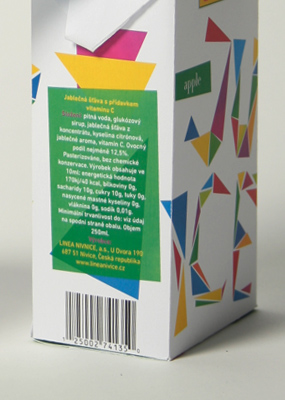 Jablečná šťáva s přídavkem
vitamínu C
pitná voda, glukózový
sirup, jablečná šťáva z
koncentrátu, kyselina citrónová,
jablečné aroma, vitamín C. Ovocný
podíl nejméně 12,5%
Pasterizováno, bez chemické
konzervace. Výrobek obsahuje ve
10ml: energetická hodnota
170kj/40 kcal, bílkoviny 0g,
sacharidy 10g, cukry 10g, tuky 0g,
nasycené mastné kyseliny 0g,
vláknina 0g, sodík 0,01g.
Minimální trvanlivost do: viz údaj
na spodní straně obalu. Objem
250ml
Výrobce:
LINEA NIVNICE, a.s., U Dvora 190
687 51 Nivnice, Česká republika
www.lineanivnice.cz
apple